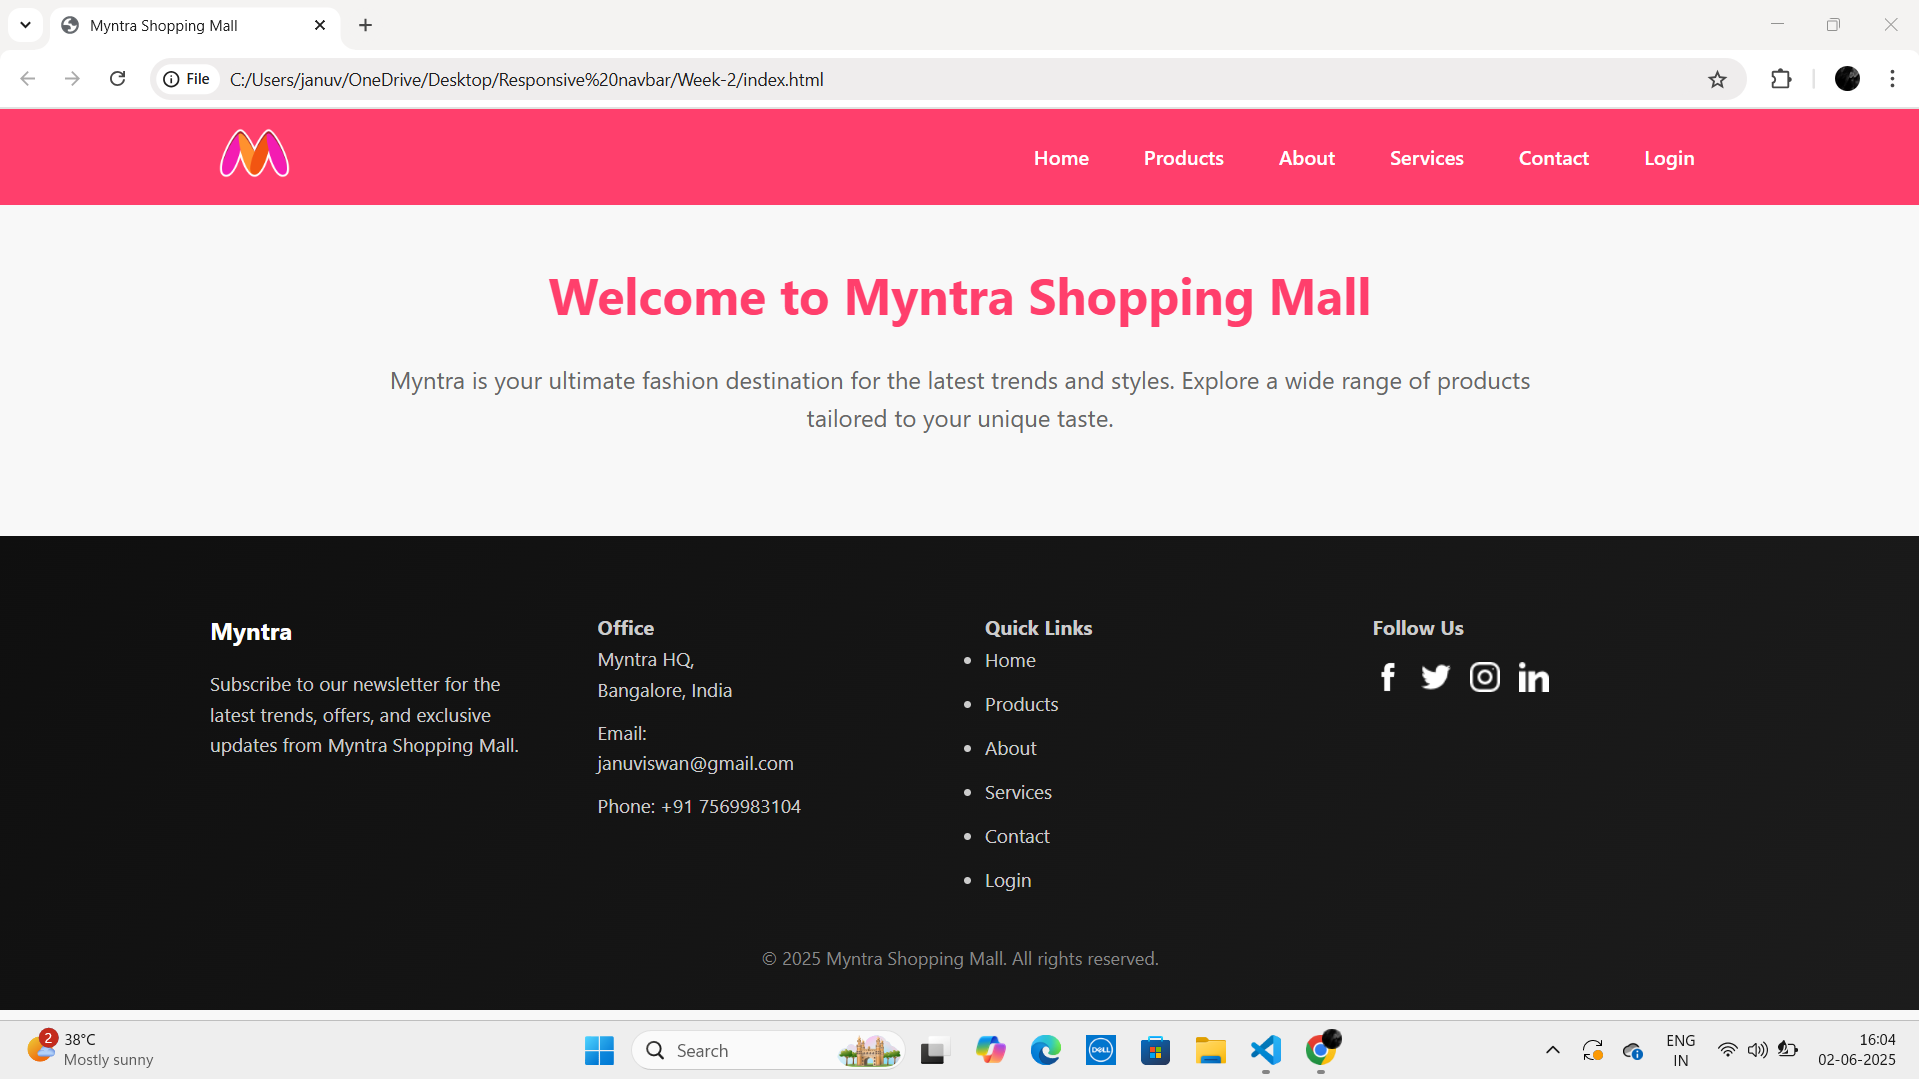 Myntra Shopping Mall
File
C:/Users/januv/OneDrive/Desktop/Responsive%20navbar/Week-2/index.html
Home
Products
About
Services
Contact
Login
Welcome to Myntra Shopping Mall
Myntra is your ultimate fashion destination for the latest trends and styles. Explore a wide range of products
tailored to your unique taste.
Myntra
Subscribe to our newsletter for the
latest trends, offers, and exclusive
updates from Myntra Shopping Mall.
Office
Myntra HQ,
Bangalore, India
Email:
januviswan@gmail.com
Phone: +91 7569983104
Quick Links
Home
Products
About
Services
Contact
Login
Follow Us
© 2025 Myntra Shopping Mall. All rights reserved.
2
38°C
Mostly sunny
Search
DELL
ENG
IN
16:04
02-06-2025